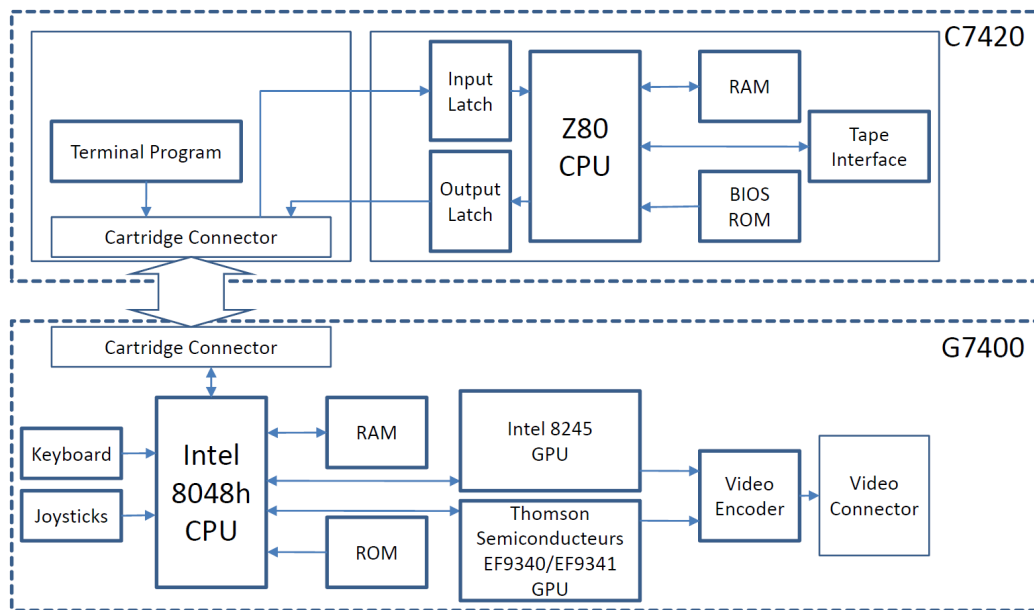 C7420
Input
Latch
Z80
CPU
RAM
Tape
Interface
Terminal Program
Output
Latch
BIOS
ROM
Cartridge Connector
Cartridge Connector
G7400
Keyboard
Joysticks
Intel
8048h
CPU
RAM
ROM
Intel 8245
GPU
Thomson
Semiconducteurs
EF9340/EF9341
GPU
Video
Encoder
Video
Connector